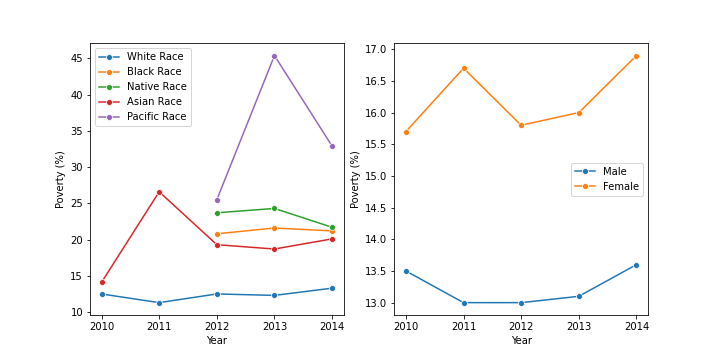 45
40
35
30
25
20
15
10
Poverty (%)
White Race
Black Race
Native Race
Asian Race
Pacific Race
2010 2011 2012 2013 2014
Year
17.0
16.5
16.0
15.5
15.0
14.5
14.0
13.5
13.0
Poverty (%)
Male
Female
2010 2011 2012 2013 2014
Year